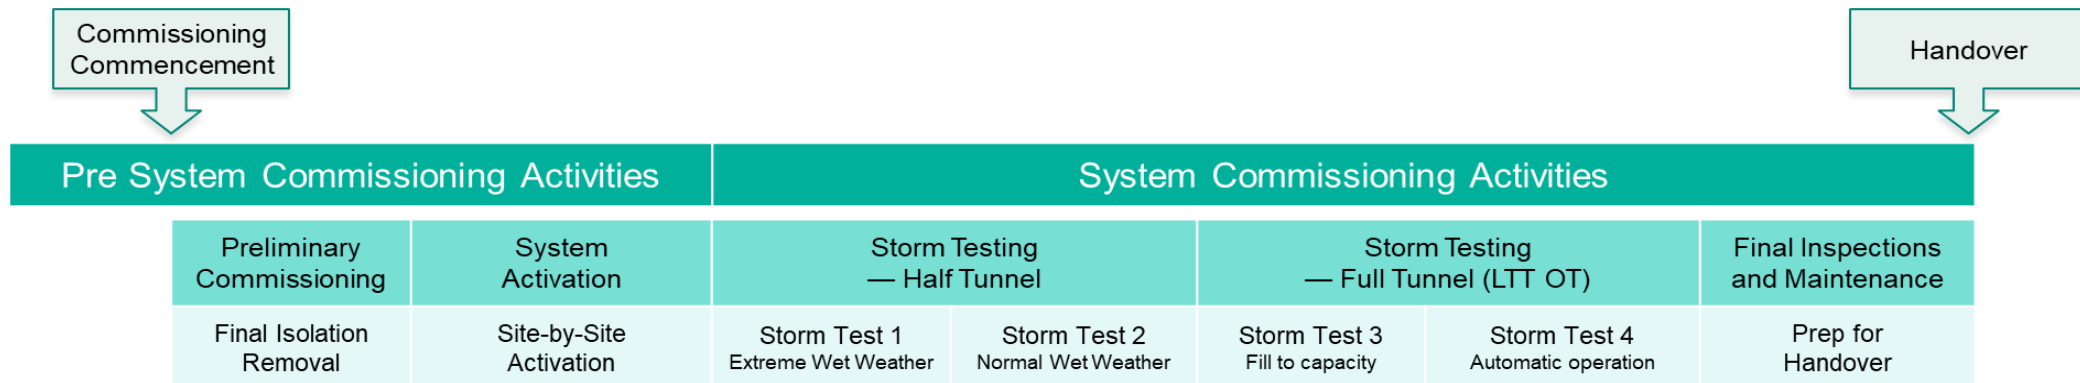 Commissioning
Commencement
Handover
Pre System Commissioning Activities
System Commissioning Activities
Preliminary
Commissioning
System
Activation
Storm Testing
— Half Tunnel
Storm Testing
— Full Tunnel (LTT OT)
Final Inspections
and Maintenance
Final Isolation
Removal
Site-by-Site
Activation
Storm Test 1
Extreme Wet Weather
Storm Test 2
Normal Wet Weather
Storm Test 3
Fill to capacity
Storm Test 4
Automatic operation
Prep for
Handover